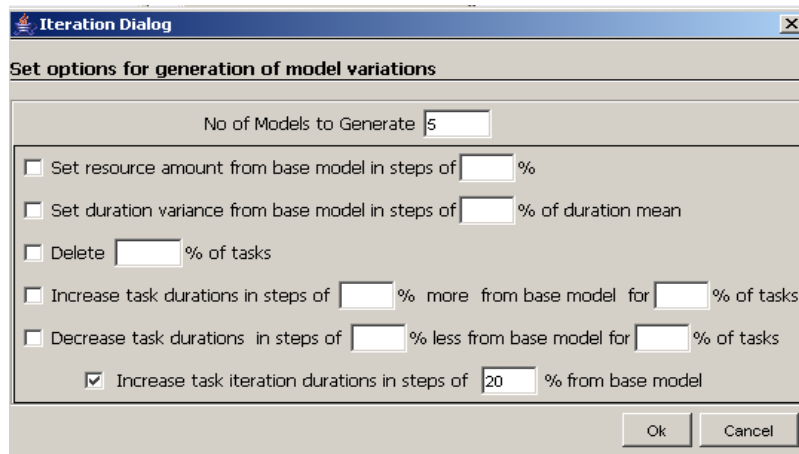 Iteration Dialog
Set options for generation of model variations
No of Models to Generate 5
Set resource amount from base model in steps of %
Set duration variance from base model in steps of % of duration mean
Delete % of tasks
Increase task durations in steps of % more from base model for % of tasks
Decrease task durations in steps of % less from base model for % of tasks
Increase task iteration durations in steps of 20 % from base model
Ok Cancel